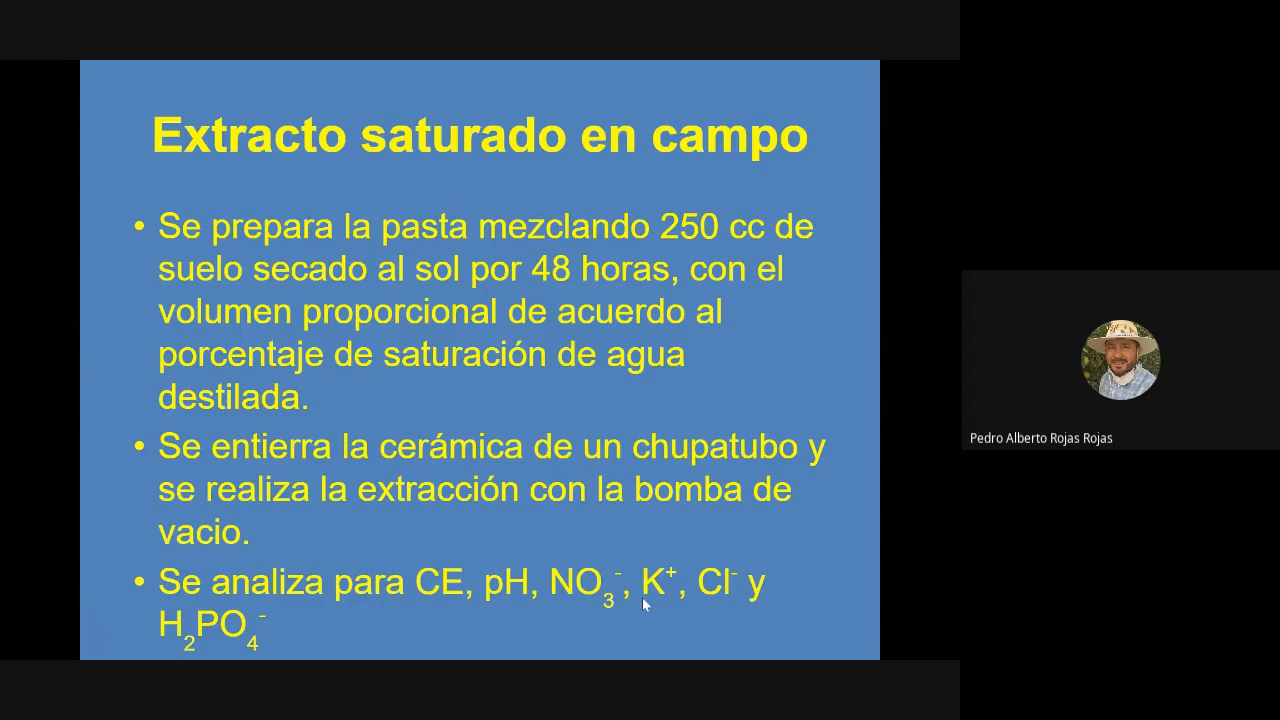 Extracto saturado en campo
• Se prepara la pasta mezclando 250 cc de
suelo secado al sol por 48 horas, con el
volumen proporcional de acuerdo al
porcentaje de saturación de agua
destilada.
• Se entierra la cerámica de un chupatubo y
se realiza la extracción con la bomba de
vacio.
• Se analiza para CE, pH, NO₃⁻, K⁺, Cl⁻ y
H₂PO₄⁻
Pedro Alberto Rojas Rojas